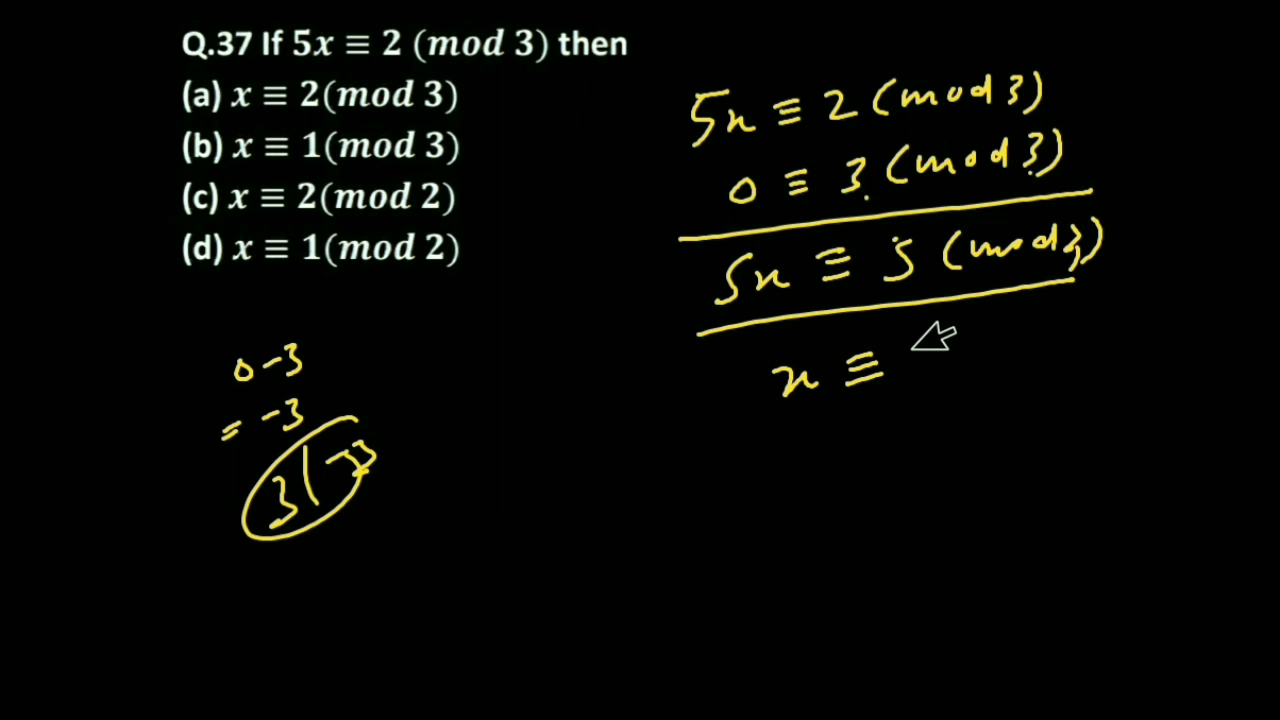 Q.37 If 5x ≡ 2 (mod 3) then
(a) x ≡ 2(mod 3)
(b) x ≡ 1(mod 3)
(c) x ≡ 2(mod 2)
(d) x ≡ 1(mod 2)
5x ≡ 2 (mod 3)
0 ≡ 3 (mod 3)
5x ≡ 5 (mod 3)
x ≡
0 - 3
= -3
3 | -3